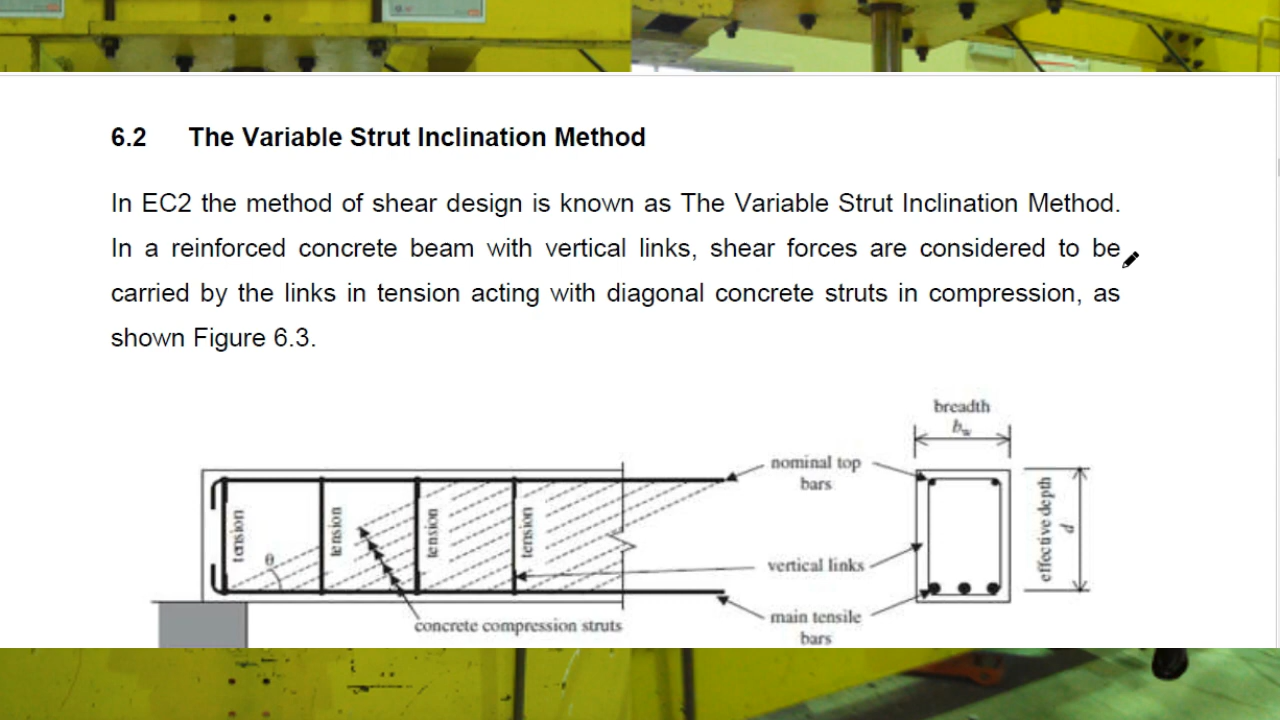 6.2 The Variable Strut Inclination Method
In EC2 the method of shear design is known as The Variable Strut Inclination Method.
In a reinforced concrete beam with vertical links, shear forces are considered to be
carried by the links in tension acting with diagonal concrete struts in compression, as
shown Figure 6.3.
breadth
bw
nominal top
bars
tension
tension
tension
tension
θ
effective depth
d
vertical links
main tensile
bars
concrete compression struts